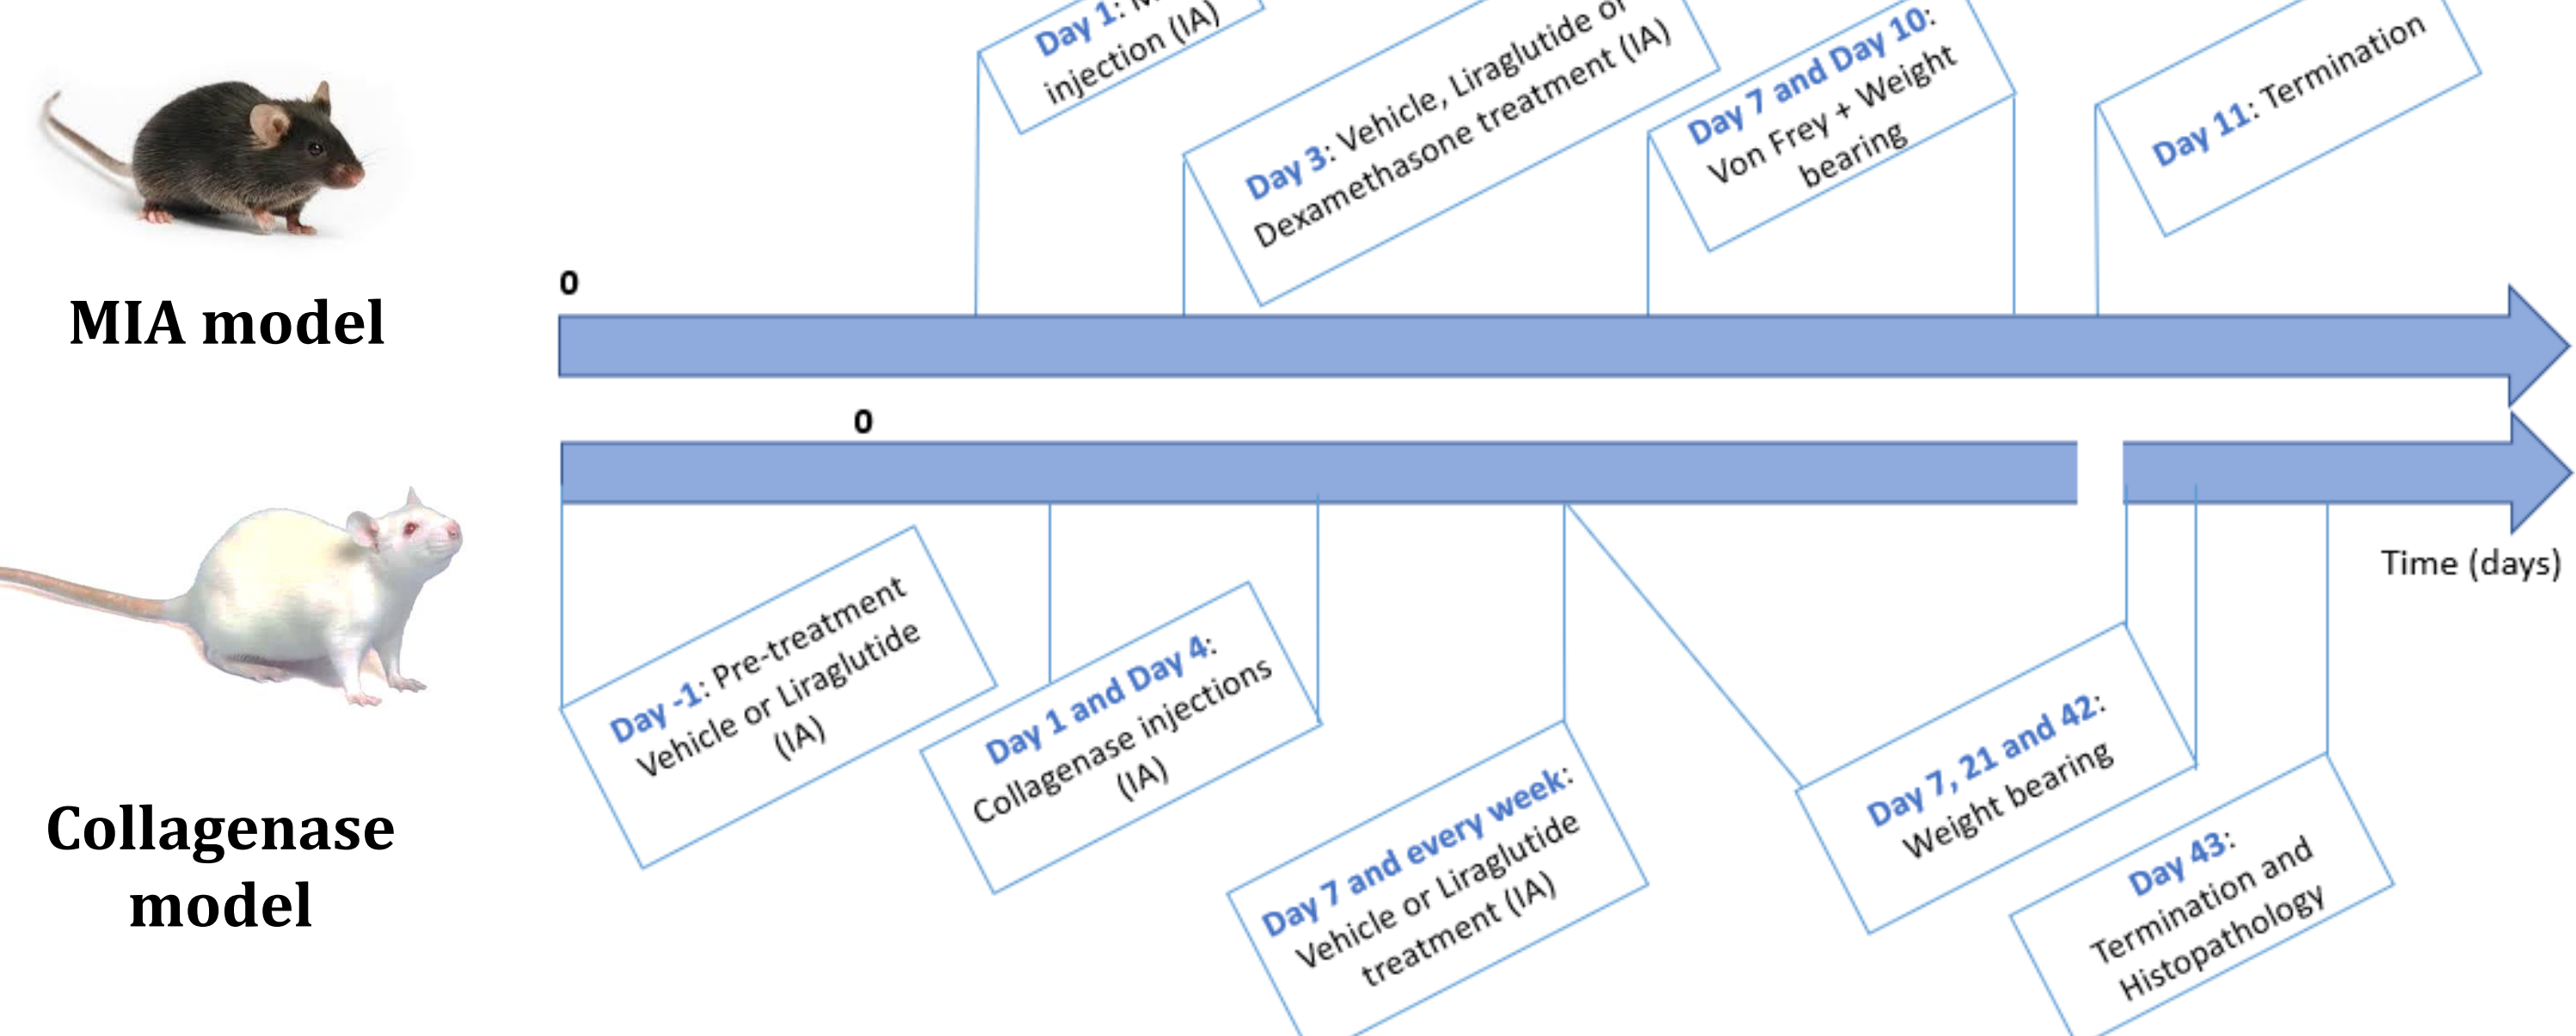 Day 1:
injection (IA)
Day 3: Vehicle, Liraglutide or
Dexamethasone treatment (IA)
Day 7 and Day 10:
Von Frey + Weight
bearing
Day 11: Termination
0
MIA model
0
Time (days)
Day -1: Pre-treatment
Vehicle or Liraglutide
(IA)
Day 1 and Day 4:
Collagenase injections
(IA)
Day 7 and every week:
Vehicle or Liraglutide
treatment (IA)
Day 7, 21 and 42:
Weight bearing
Day 43:
Termination and
Histopathology
Collagenase
model